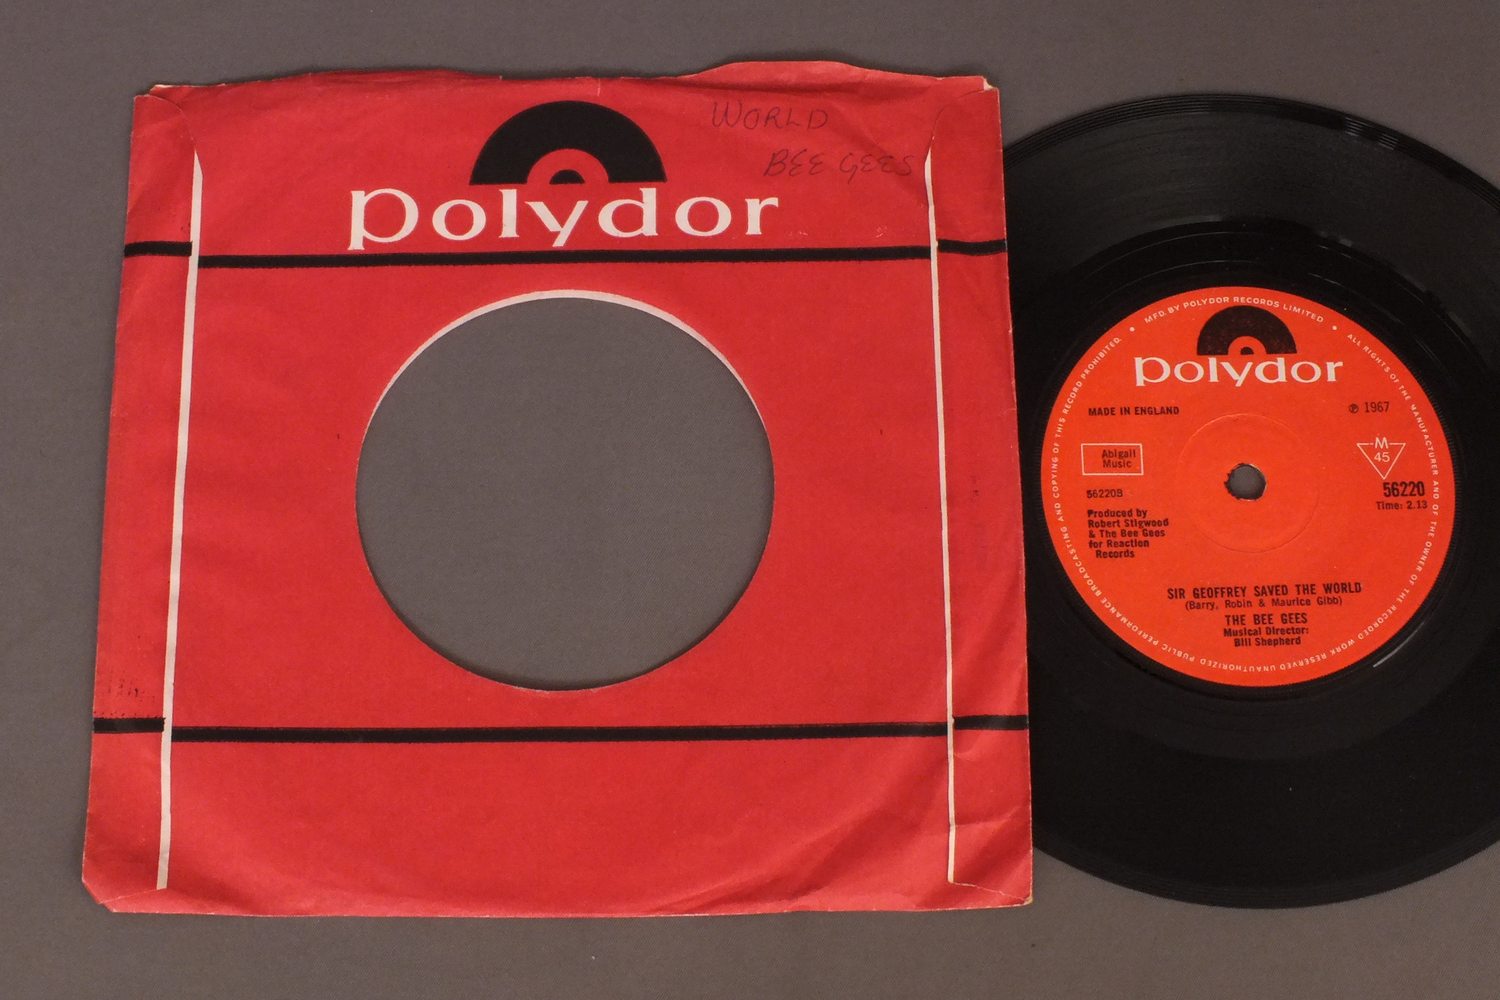 WORLD
BEE GEES
Polydor
MFD. BY POLYDOR RECORDS LIMITED • ALL RIGHTS OF THE MANUFACTURER AND OF THE OWNER OF THE RECORDED WORK RESERVED UNAUTHORIZED PUBLIC PERFORMANCE BROADCASTING AND COPYING OF THIS RECORD PROHIBITED. •
Polydor
MADE IN ENGLAND
℗ 1967
Abigail
Music
M
45
56220B
56220
Time: 2.13
Produced by
Robert Stigwood
& The Bee Gees
for Reaction
Records
SIR GEOFFREY SAVED THE WORLD
(Barry, Robin & Maurice Gibb)
THE BEE GEES
Musical Director:
Bill Shepherd